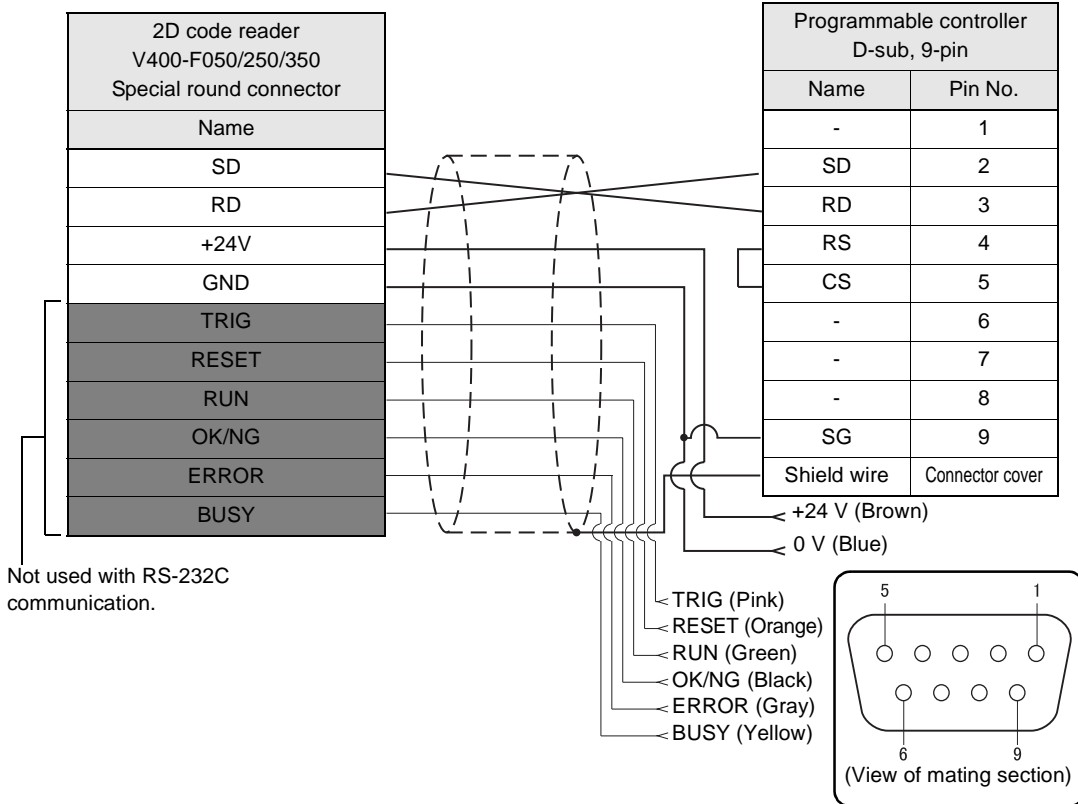 2D code reader
V400-F050/250/350
Special round connector
Name
SD
RD
+24V
GND
TRIG
RESET
RUN
OK/NG
ERROR
BUSY
Not used with RS-232C
communication.
Programmable controller
D-sub, 9-pin
Name Pin No.
- 1
SD 2
RD 3
RS 4
CS 5
- 6
- 7
- 8
SG 9
Shield wire Connector cover
+24 V (Brown)
0 V (Blue)
TRIG (Pink)
RESET (Orange)
RUN (Green)
OK/NG (Black)
ERROR (Gray)
BUSY (Yellow)
5 1
6 9
(View of mating section)